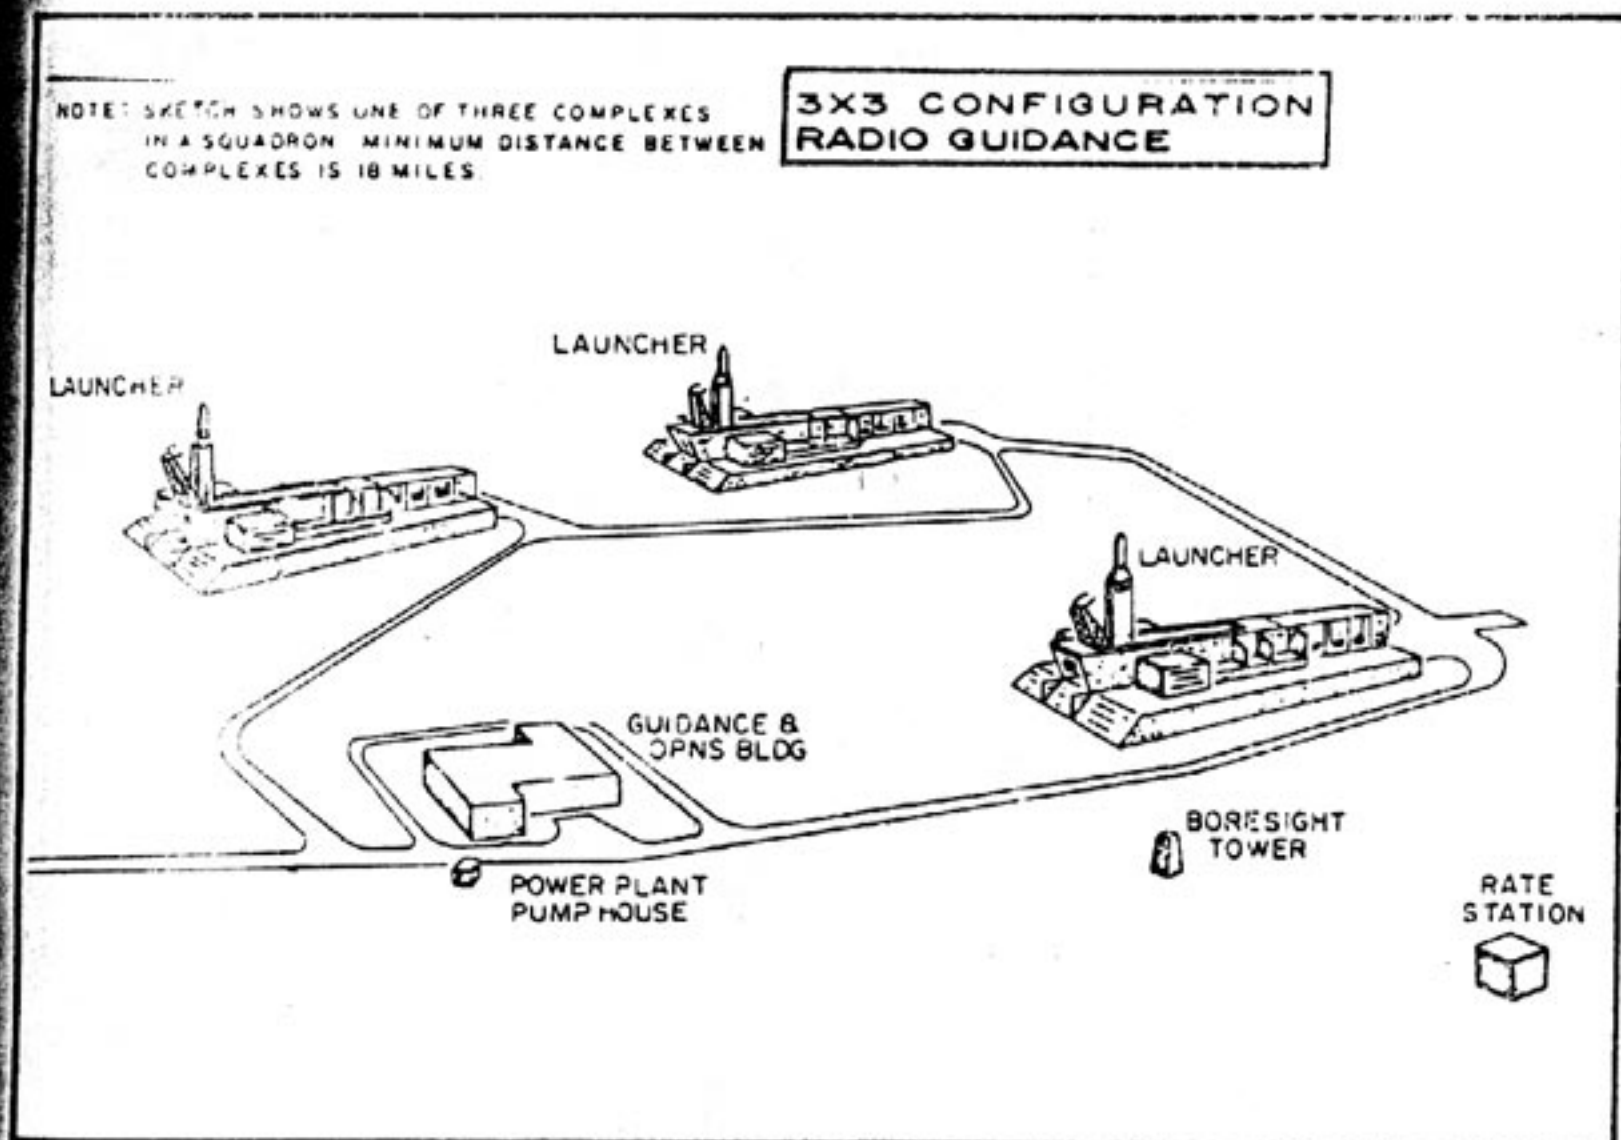 NOTE: SKETCH SHOWS ONE OF THREE COMPLEXES
IN A SQUADRON MINIMUM DISTANCE BETWEEN
COMPLEXES IS 18 MILES.
3X3 CONFIGURATION
RADIO GUIDANCE
LAUNCHER
LAUNCHER
LAUNCHER
GUIDANCE &
OPNS BLDG
POWER PLANT
PUMP HOUSE
BORESIGHT
TOWER
RATE
STATION